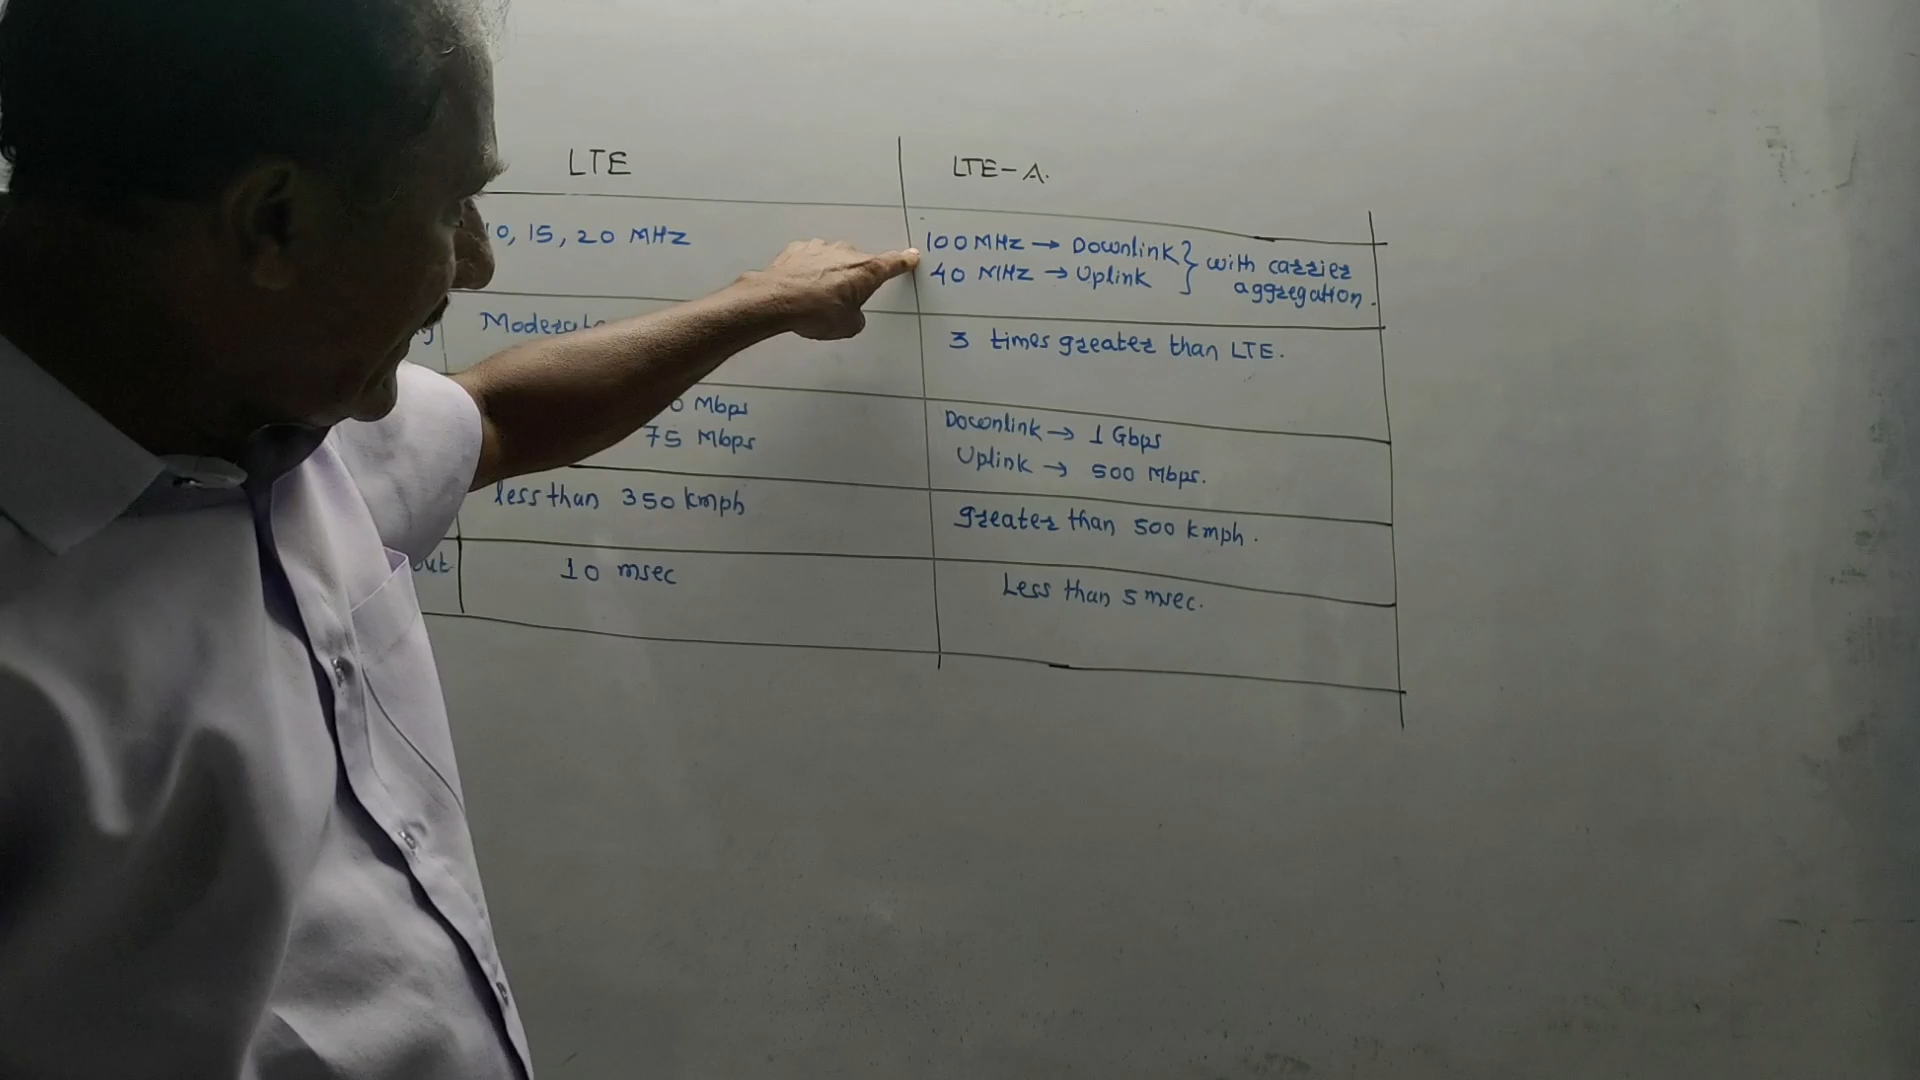 LTE
LTE-A.
10, 15, 20 MHz
100 MHz → Downlink } with carrier
40 MHz → Uplink aggregation.
3 times greater than LTE.
Mbps
75 Mbps
Downlink → 1 Gbps
Uplink → 500 Mbps.
less than 350 kmph
greater than 500 kmph.
out
10 msec
Less than 5 msec.